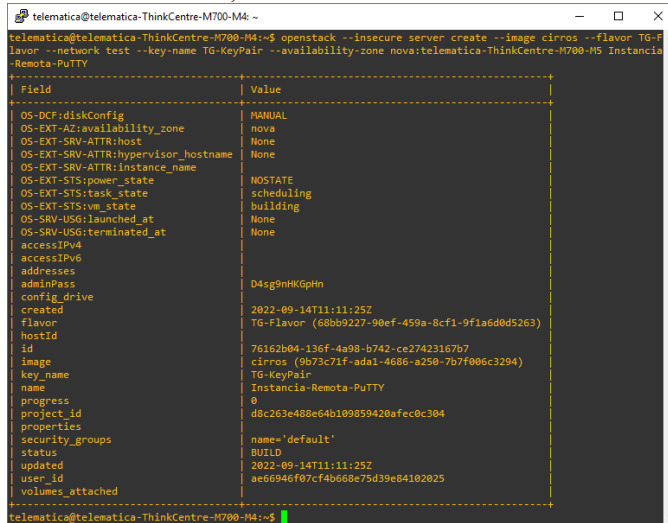 telematica@telematica-ThinkCentre-M700-M4: ~
telematica@telematica-ThinkCentre-M700-M4:~$ openstack --insecure server create --image cirros --flavor TG-F
lavor --network test --key-name TG-KeyPair --availability-zone nova:telematica-ThinkCentre-M700-M5 Instancia
-Remota-PuTTY
+--------------------------------------+--------------------------------------------------+
| Field | Value |
+--------------------------------------+--------------------------------------------------+
| OS-DCF:diskConfig | MANUAL |
| OS-EXT-AZ:availability_zone | nova |
| OS-EXT-SRV-ATTR:host | None |
| OS-EXT-SRV-ATTR:hypervisor_hostname | None |
| OS-EXT-SRV-ATTR:instance_name | |
| OS-EXT-STS:power_state | NOSTATE |
| OS-EXT-STS:task_state | scheduling |
| OS-EXT-STS:vm_state | building |
| OS-SRV-USG:launched_at | None |
| OS-SRV-USG:terminated_at | None |
| accessIPv4 | |
| accessIPv6 | |
| addresses | |
| adminPass | D4sg9nHKGpHn |
| config_drive | |
| created | 2022-09-14T11:11:25Z |
| flavor | TG-Flavor (68bb9227-90ef-459a-8cf1-9f1a6d0d5263) |
| hostId | |
| id | 76162b04-136f-4a98-b742-ce27423167b7 |
| image | cirros (9b73c71f-ada1-4686-a250-7b7f006c3294) |
| key_name | TG-KeyPair |
| name | Instancia-Remota-PuTTY |
| progress | 0 |
| project_id | d8c263e488e64b109859420afec0c304 |
| properties | |
| security_groups | name='default' |
| status | BUILD |
| updated | 2022-09-14T11:11:25Z |
| user_id | ae66946f07cf4b668e75d39e84102025 |
| volumes_attached | |
+--------------------------------------+--------------------------------------------------+
telematica@telematica-ThinkCentre-M700-M4:~$